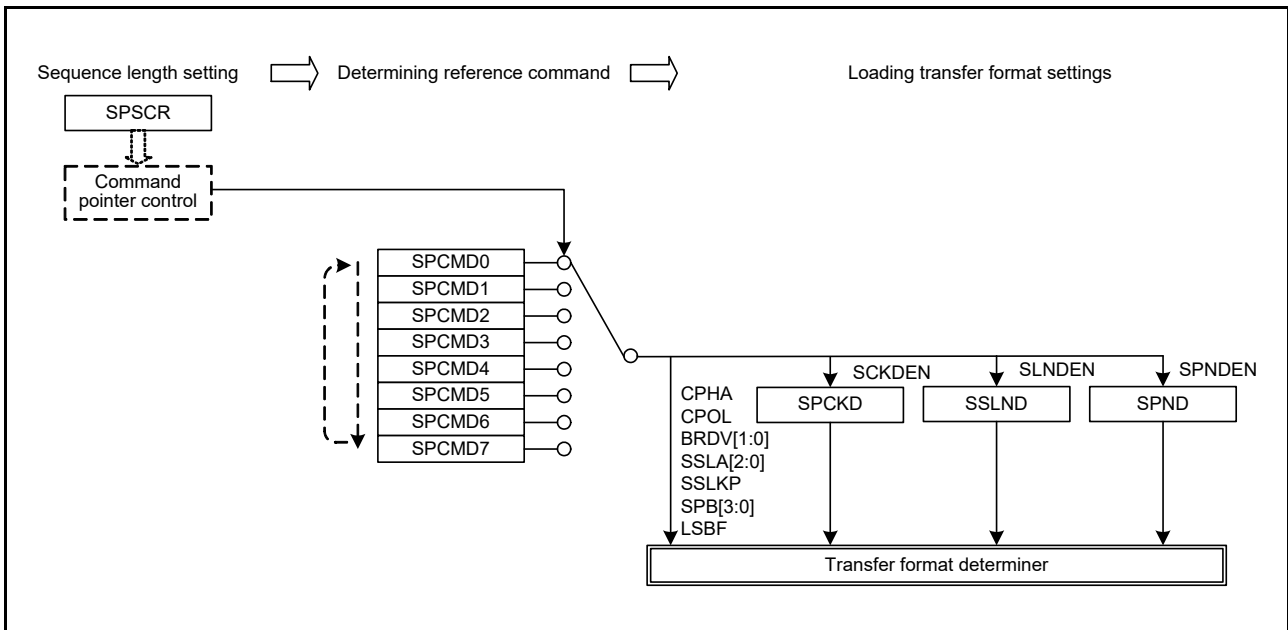 Sequence length setting
Determining reference command
Loading transfer format settings
SPSCR
Command
pointer control
SPCMD0
SPCMD1
SPCMD2
SPCMD3
SPCMD4
SPCMD5
SPCMD6
SPCMD7
CPHA
CPOL
BRDV[1:0]
SSLA[2:0]
SSLKP
SPB[3:0]
LSBF
SCKDEN
SPCKD
SLNDEN
SSLND
SPNDEN
SPND
Transfer format determiner